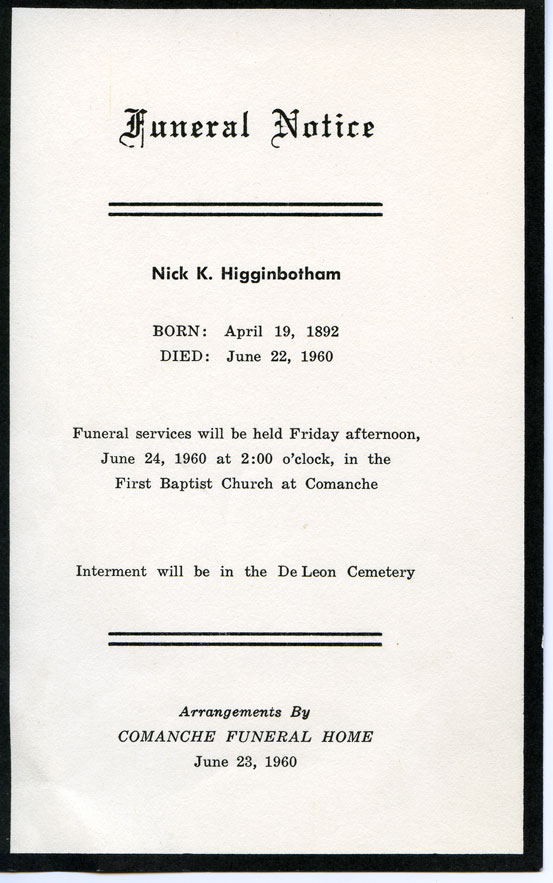 Funeral Notice
Nick K. Higginbotham
BORN: April 19, 1892
DIED: June 22, 1960
Funeral services will be held Friday afternoon,
June 24, 1960 at 2:00 o'clock, in the
First Baptist Church at Comanche
Interment will be in the De Leon Cemetery
Arrangements By
COMANCHE FUNERAL HOME
June 23, 1960